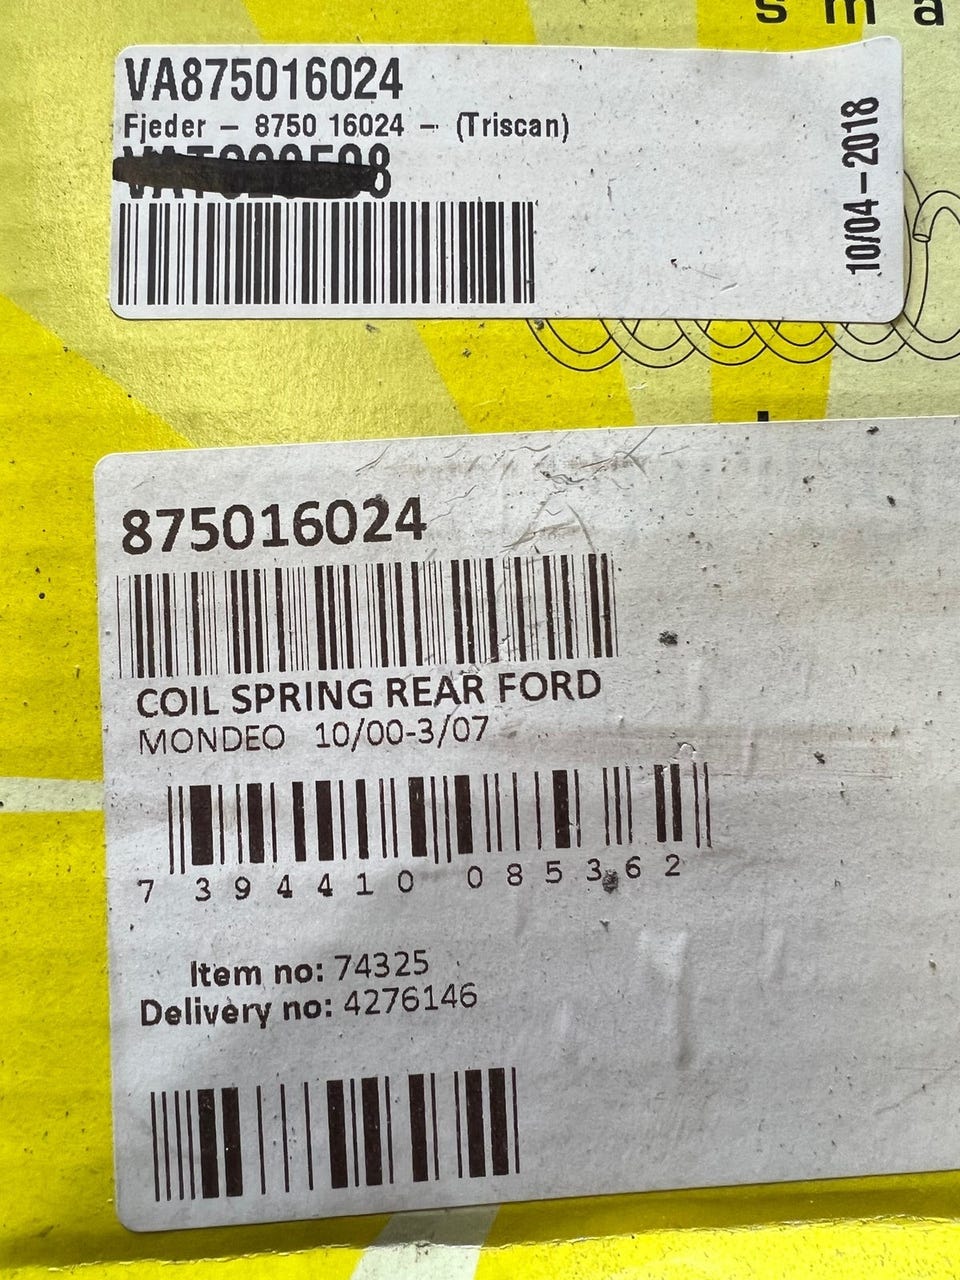 s m a
VA875016024
Fjeder – 8750 16024 – (Triscan)
10/04–2018
875016024
COIL SPRING REAR FORD
MONDEO 10/00-3/07
7 394410 085362
Item no: 74325
Delivery no: 4276146